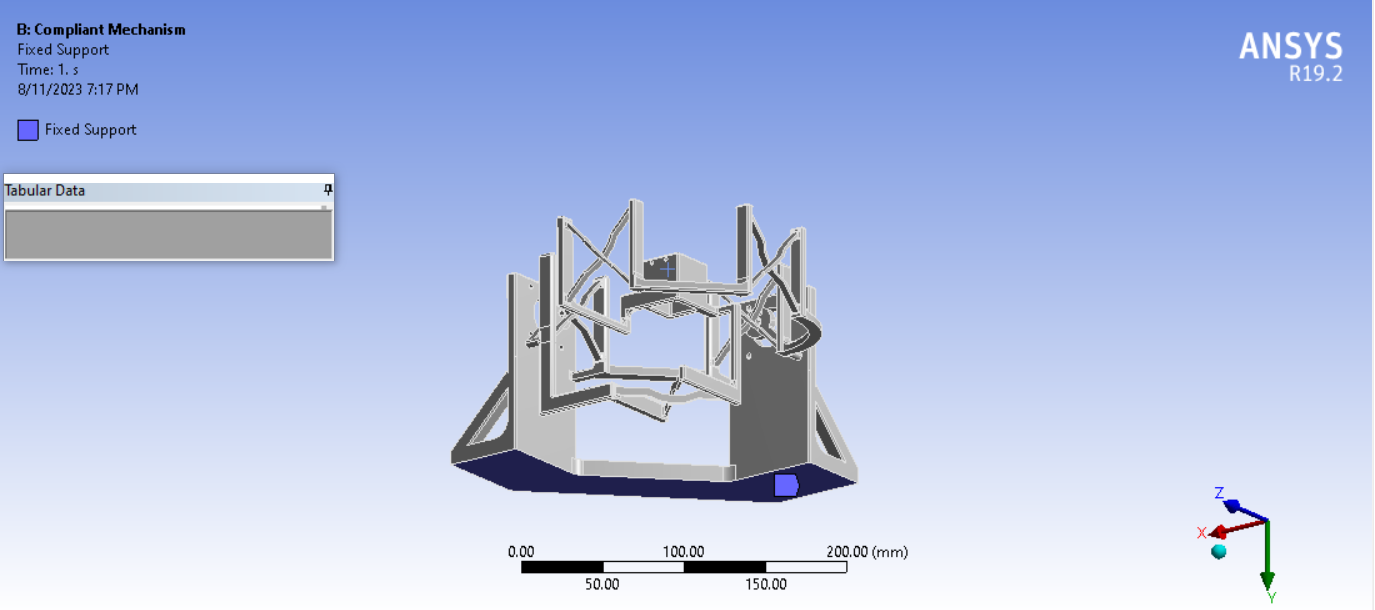 B: Compliant Mechanism
Fixed Support
Time: 1. s
8/11/2023 7:17 PM
Fixed Support
ANSYS
R19.2
Tabular Data
0.00
100.00
200.00 (mm)
50.00
150.00
Z
X
Y